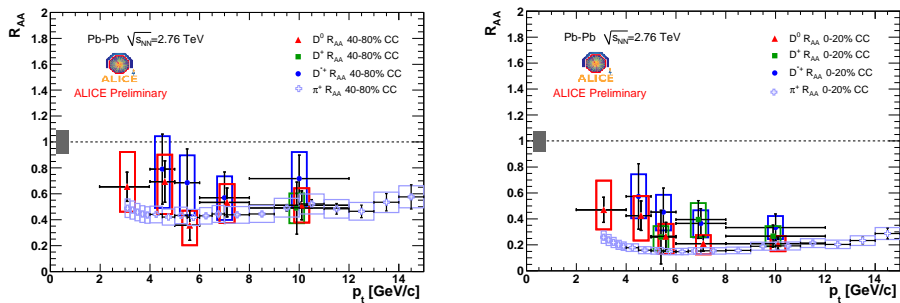 R_AA
2
1.8
1.6
1.4
1.2
1
0.8
0.6
0.4
0.2
0
Pb-Pb √s_NN=2.76 TeV
ALICE
ALICE Preliminary
D⁰ R_AA 40-80% CC
D⁺ R_AA 40-80% CC
D*⁺ R_AA 40-80% CC
π⁺ R_AA 40-80% CC
0 2 4 6 8 10 12 14
p_t [GeV/c]
R_AA
2
1.8
1.6
1.4
1.2
1
0.8
0.6
0.4
0.2
0
Pb-Pb √s_NN=2.76 TeV
ALICE
ALICE Preliminary
D⁰ R_AA 0-20% CC
D⁺ R_AA 0-20% CC
D*⁺ R_AA 0-20% CC
π⁺ R_AA 0-20% CC
0 2 4 6 8 10 12 14
p_t [GeV/c]